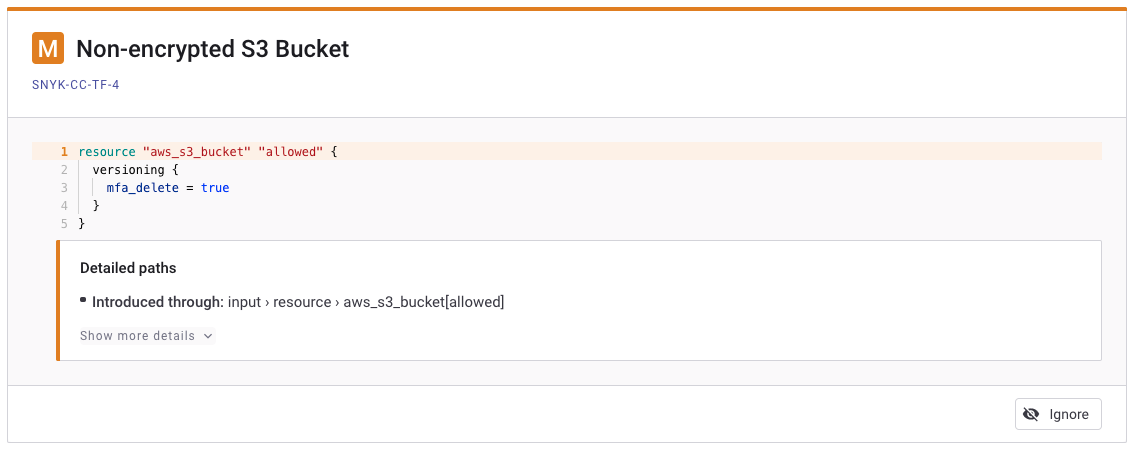 M Non-encrypted S3 Bucket
SNYK-CC-TF-4
1 resource "aws_s3_bucket" "allowed" {
2 versioning {
3 mfa_delete = true
4 }
5 }
Detailed paths
Introduced through: input › resource › aws_s3_bucket[allowed]
Show more details
Ignore